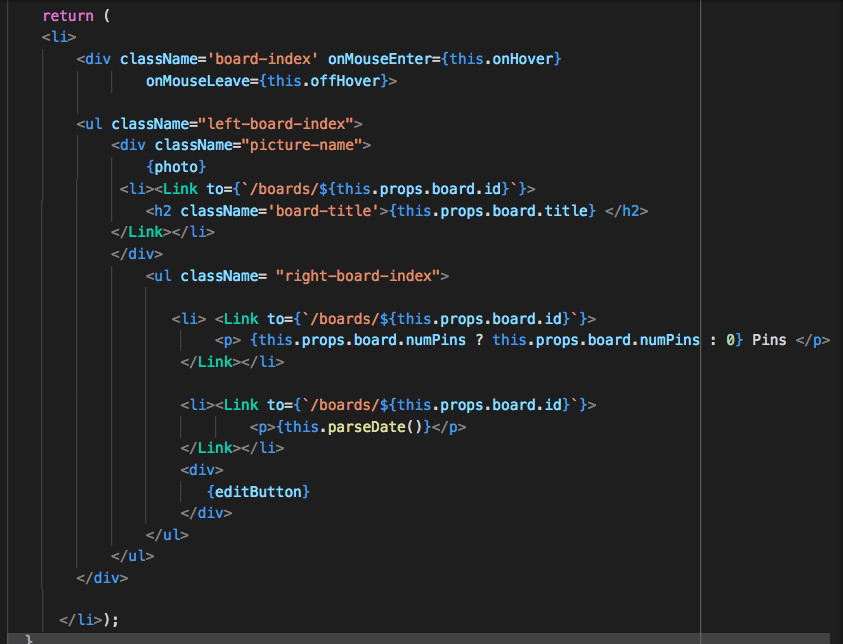 return (
<li>
<div className='board-index' onMouseEnter={this.onHover}
onMouseLeave={this.offHover}>
<ul className="left-board-index">
<div className="picture-name">
{photo}
<li><Link to={`/boards/${this.props.board.id}`}>
<h2 className='board-title'>{this.props.board.title} </h2>
</Link></li>
</div>
<ul className= "right-board-index">
<li> <Link to={`/boards/${this.props.board.id}`}>
<p> {this.props.board.numPins ? this.props.board.numPins : 0} Pins </p>
</Link></li>
<li><Link to={`/boards/${this.props.board.id}`}>
<p>{this.parseDate()}</p>
</Link></li>
<div>
{editButton}
</div>
</ul>
</ul>
</div>
</li>);
}